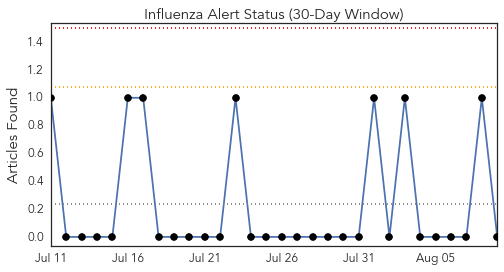 Influenza Alert Status (30-Day Window)
Articles Found
1.4
1.2
1.0
0.8
0.6
0.4
0.2
0.0
Jul 11 Jul 16 Jul 21 Jul 26 Jul 31 Aug 05